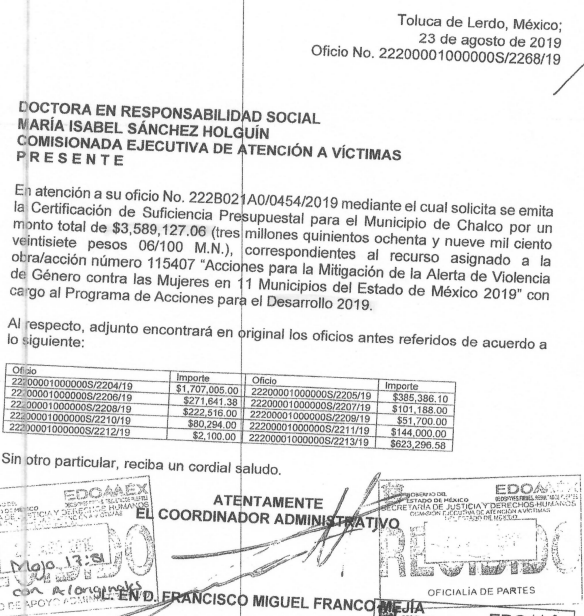 Toluca de Lerdo, México;
23 de agosto de 2019
Oficio No. 22200001000000S/2268/19
DOCTORA EN RESPONSABILIDAD SOCIAL
MARÍA ISABEL SÁNCHEZ HOLGUÍN
COMISIONADA EJECUTIVA DE ATENCIÓN A VÍCTIMAS
P R E S E N T E
En atención a su oficio No. 222B021A0/0454/2019 mediante el cual solicita se emita
la Certificación de Suficiencia Presupuestal para el Municipio de Chalco por un
monto total de $3,589,127.06 (tres millones quinientos ochenta y nueve mil ciento
veintisiete pesos 06/100 M.N.), correspondientes al recurso asignado a la
obra/acción número 115407 "Acciones para la Mitigación de la Alerta de Violencia
de Género contra las Mujeres en 11 Municipios del Estado de México 2019" con
cargo al Programa de Acciones para el Desarrollo 2019.
Al respecto, adjunto encontrará en original los oficios antes referidos de acuerdo a
lo siguiente:
Oficio Importe Oficio Importe
22200001000000S/2204/19 $1,707,005.00 22200001000000S/2205/19 $385,386.10
22200001000000S/2206/19 $271,641.38 22200001000000S/2207/19 $101,188.00
22200001000000S/2208/19 $222,516.00 22200001000000S/2209/19 $51,700.00
22200001000000S/2210/19 $80,294.00 22200001000000S/2211/19 $144,000.00
22200001000000S/2212/19 $2,100.00 22200001000000S/2213/19 $623,296.58
Sin otro particular, reciba un cordial saludo.
ATENTAMENTE
EL COORDINADOR ADMINISTRATIVO
L. EN D. FRANCISCO MIGUEL FRANCO MEJÍA
EDOMEX
GOBIERNO DEL
ESTADO DE MÉXICO
EDOMEX
SECRETARÍA DE JUSTICIA Y DERECHOS HUMANOS
COMISIÓN EJECUTIVA DE ATENCIÓN A VÍCTIMAS
RECIBIDO
OFICIALÍA DE PARTES